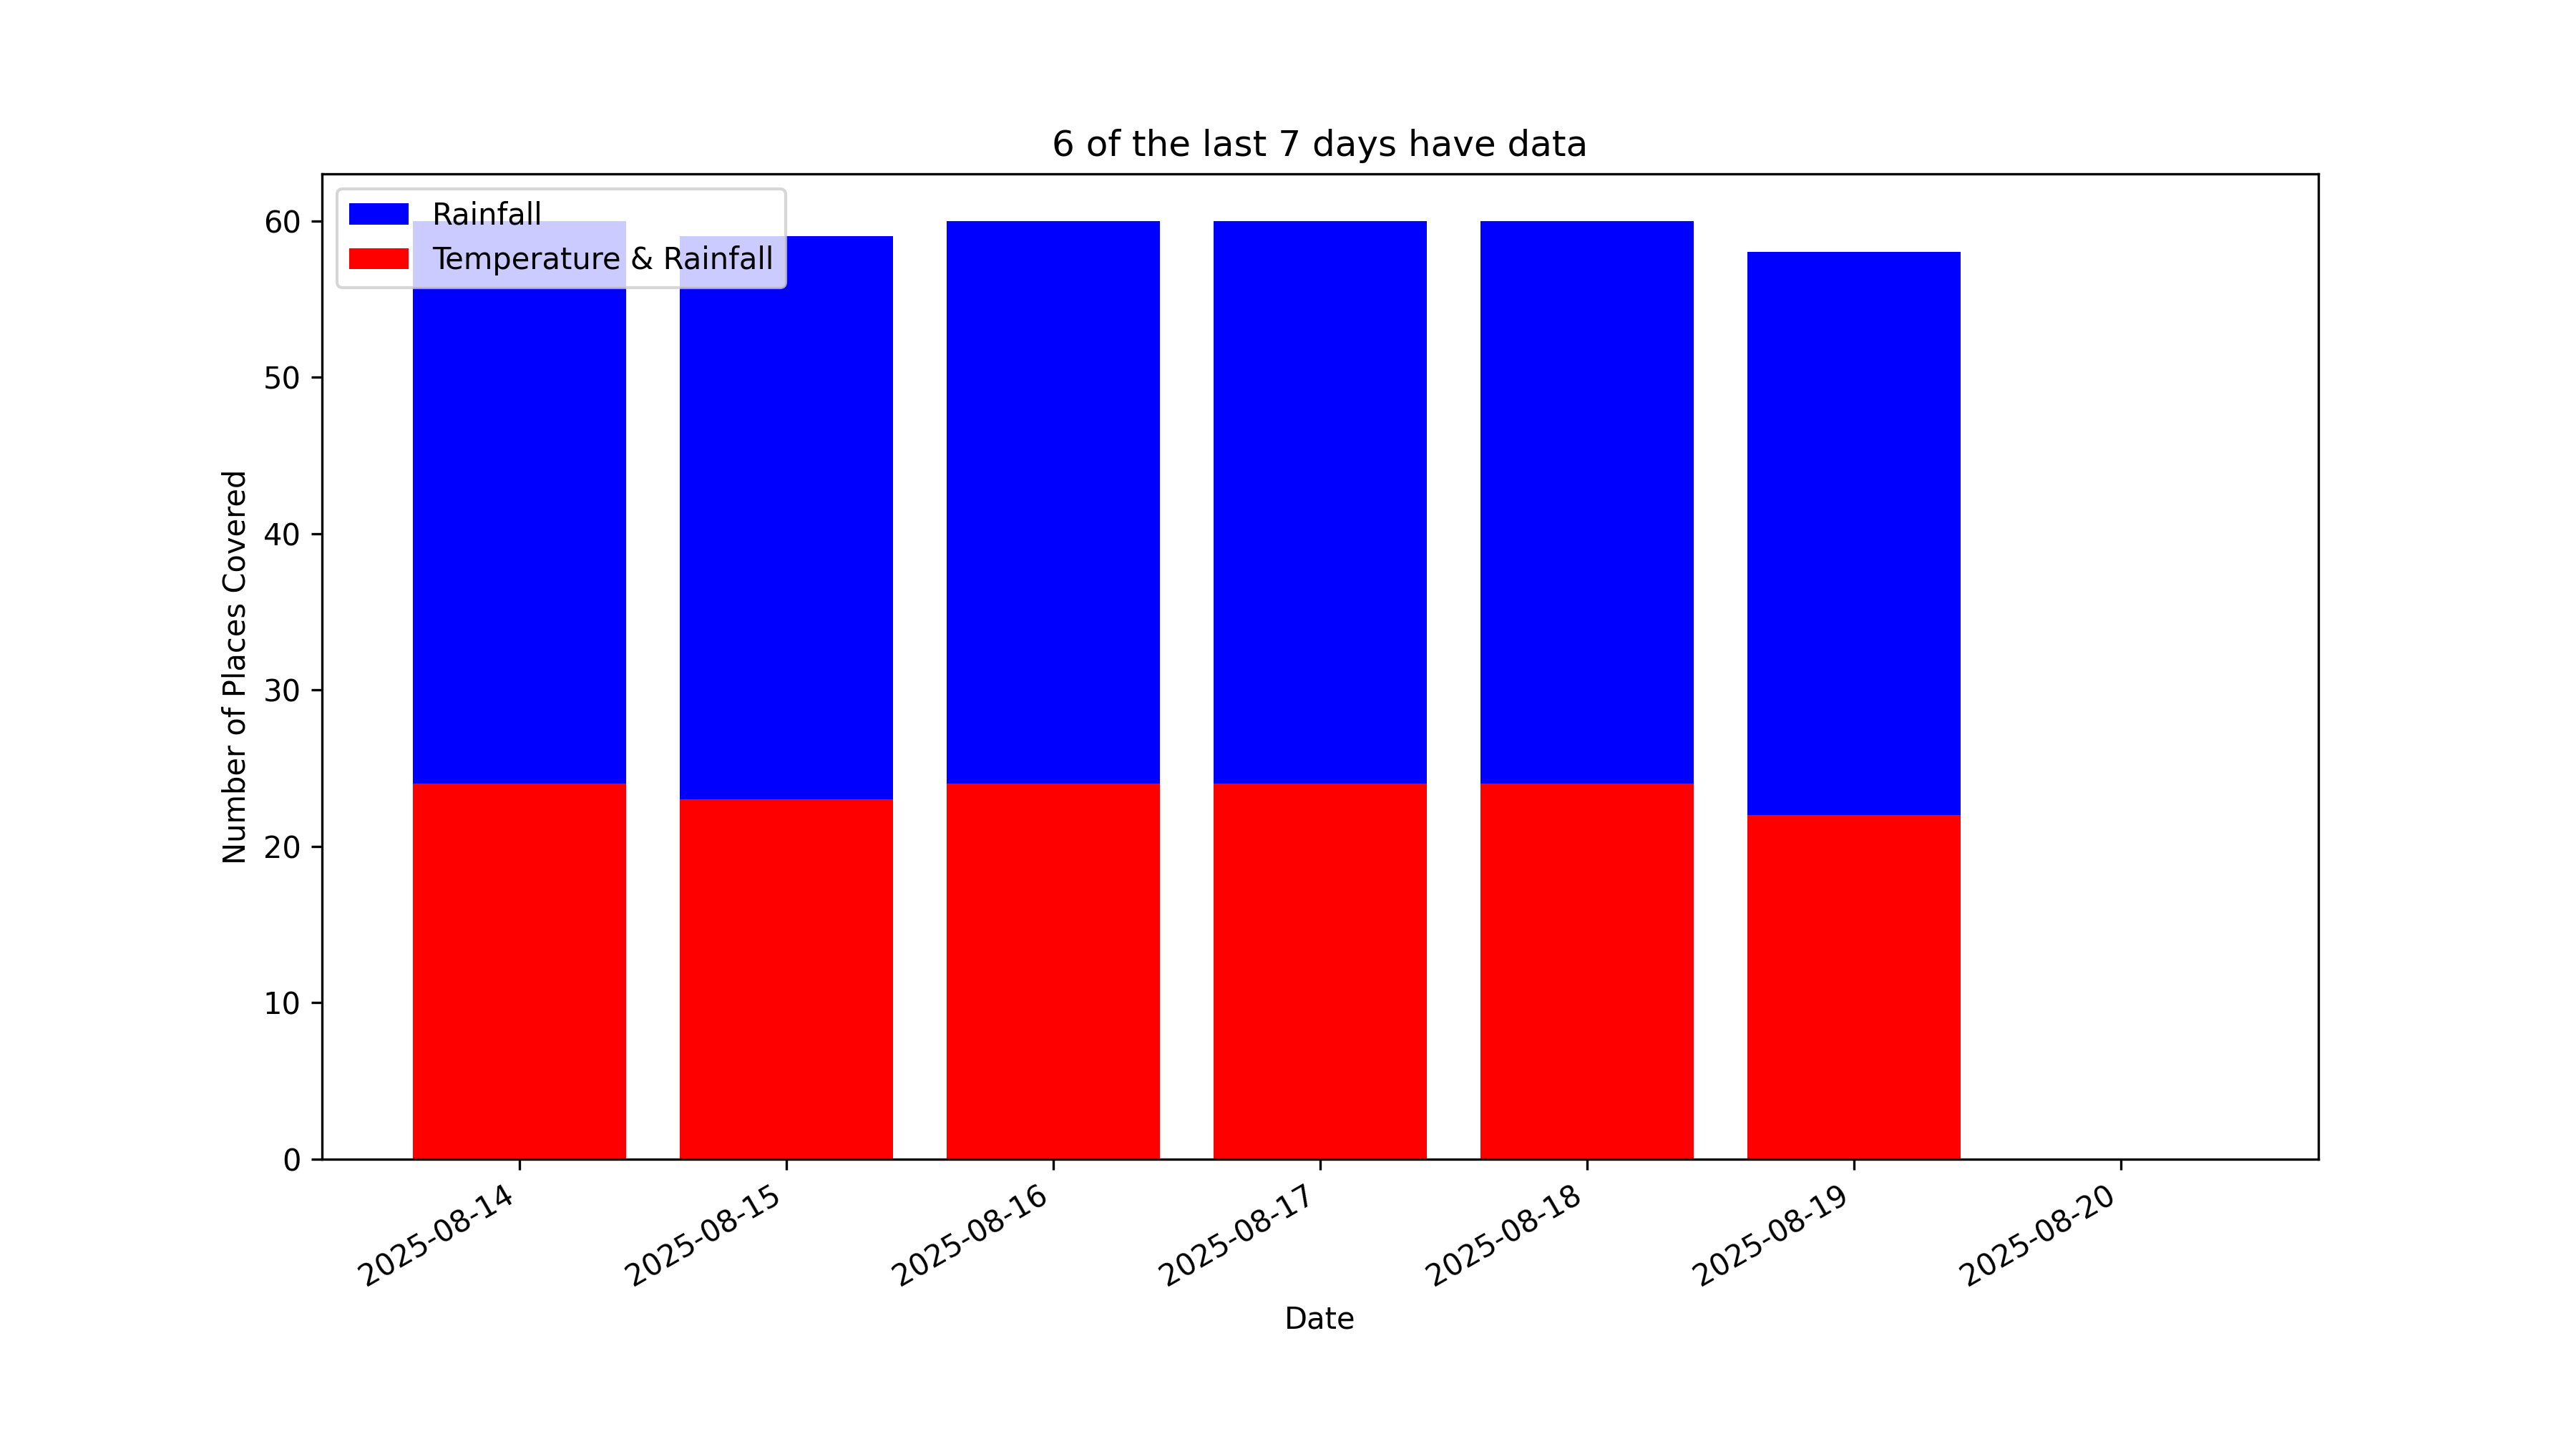 6 of the last 7 days have data
Rainfall
Temperature & Rainfall
60
50
40
30
20
10
0
Number of Places Covered
2025-08-14
2025-08-15
2025-08-16
2025-08-17
2025-08-18
2025-08-19
2025-08-20
Date